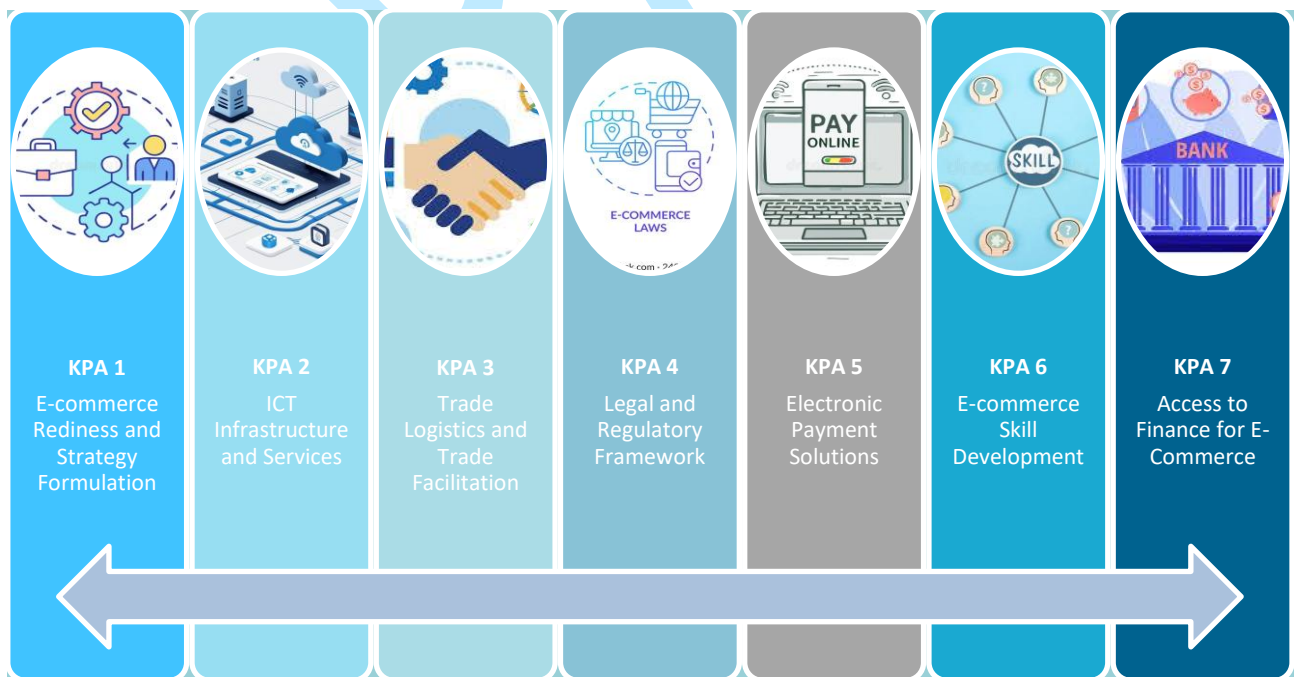 PAY
ONLINE
SKILL
BANK
E-COMMERCE
LAWS
KPA 1
E-commerce
Rediness and
Strategy
Formulation
KPA 2
ICT
Infrastructure
and Services
KPA 3
Trade
Logistics and
Trade
Facilitation
KPA 4
Legal and
Regulatory
Framework
KPA 5
Electronic
Payment
Solutions
KPA 6
E-commerce
Skill
Development
KPA 7
Access to
Finance for E-
Commerce